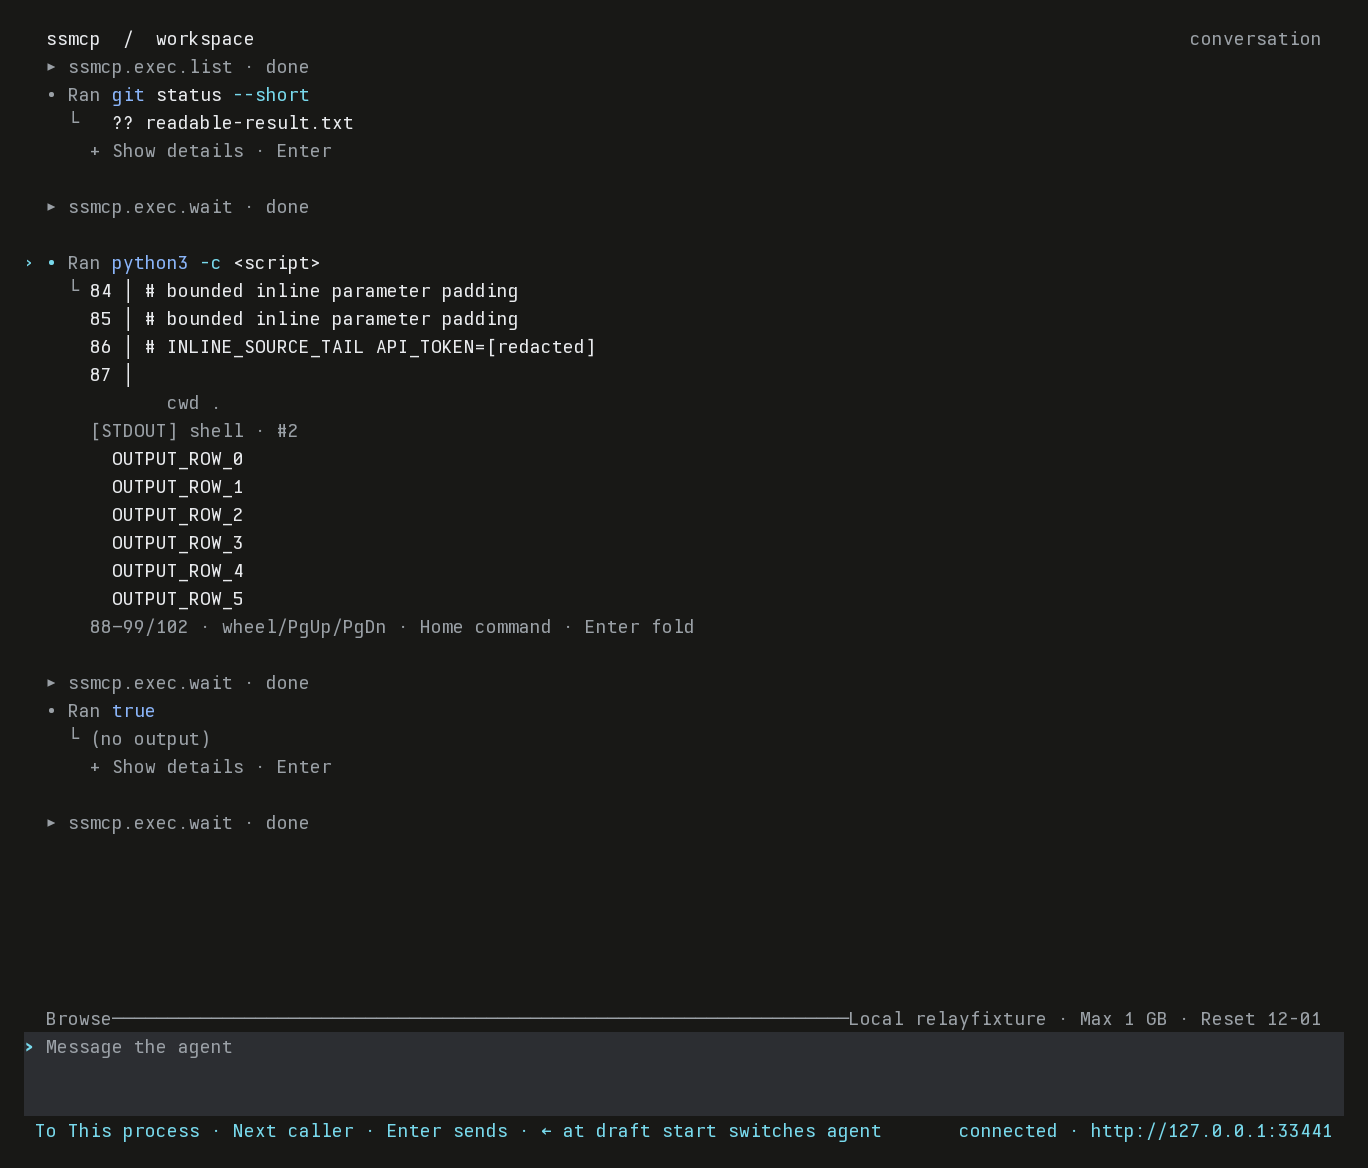 ssmcp / workspace conversation
▸ ssmcp.exec.list · done
• Ran git status --short
└ ?? readable-result.txt
+ Show details · Enter
▸ ssmcp.exec.wait · done
› • Ran python3 -c <script>
└ 84 │ # bounded inline parameter padding
85 │ # bounded inline parameter padding
86 │ # INLINE_SOURCE_TAIL API_TOKEN=[redacted]
87 │
cwd .
[STDOUT] shell · #2
OUTPUT_ROW_0
OUTPUT_ROW_1
OUTPUT_ROW_2
OUTPUT_ROW_3
OUTPUT_ROW_4
OUTPUT_ROW_5
88–99/102 · wheel/PgUp/PgDn · Home command · Enter fold
▸ ssmcp.exec.wait · done
• Ran true
└ (no output)
+ Show details · Enter
▸ ssmcp.exec.wait · done
Browse Local relayfixture · Max 1 GB · Reset 12-01
› Message the agent
To This process · Next caller · Enter sends · ← at draft start switches agent connected · http://127.0.0.1:33441